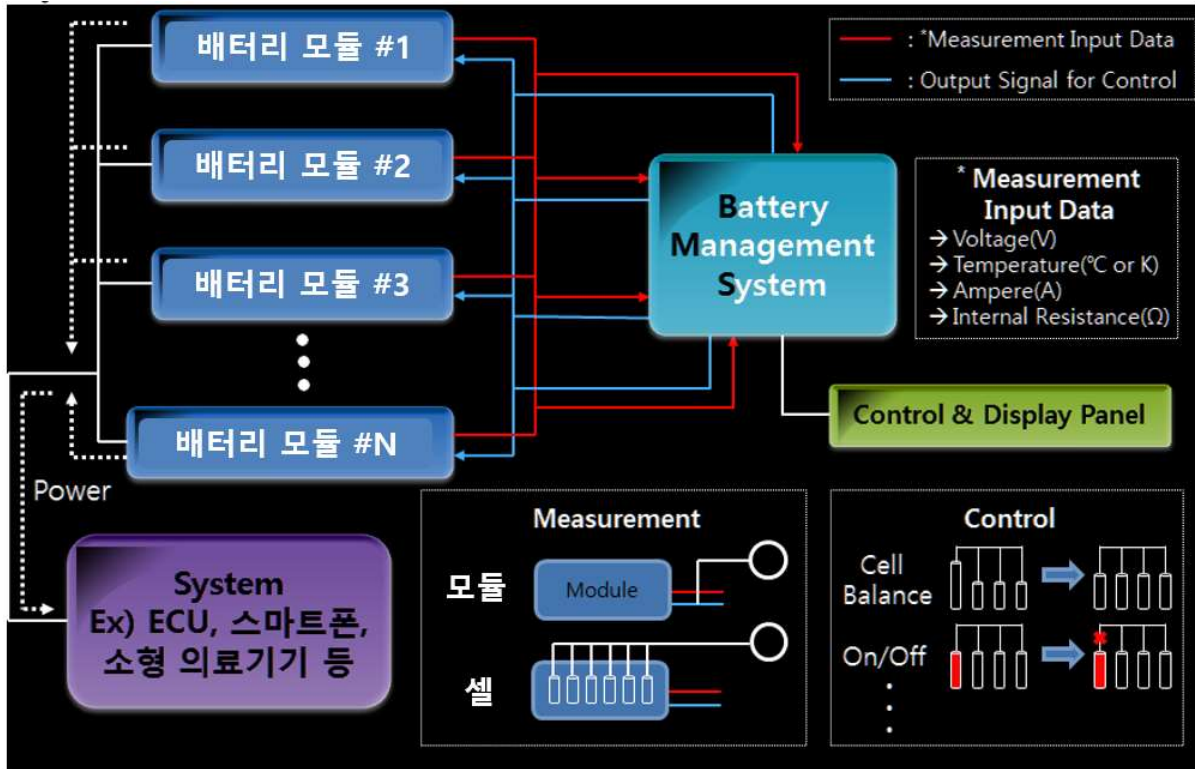 배터리 모듈 #1
배터리 모듈 #2
배터리 모듈 #3
배터리 모듈 #N
Power
System
Ex) ECU, 스마트폰,
소형 의료기기 등
: *Measurement Input Data
: Output Signal for Control
Battery
Management
System
* Measurement
Input Data
→ Voltage(V)
→ Temperature(℃ or K)
→ Ampere(A)
→ Internal Resistance(Ω)
Control & Display Panel
Measurement
모듈
Module
셀
Control
Cell
Balance
On/Off